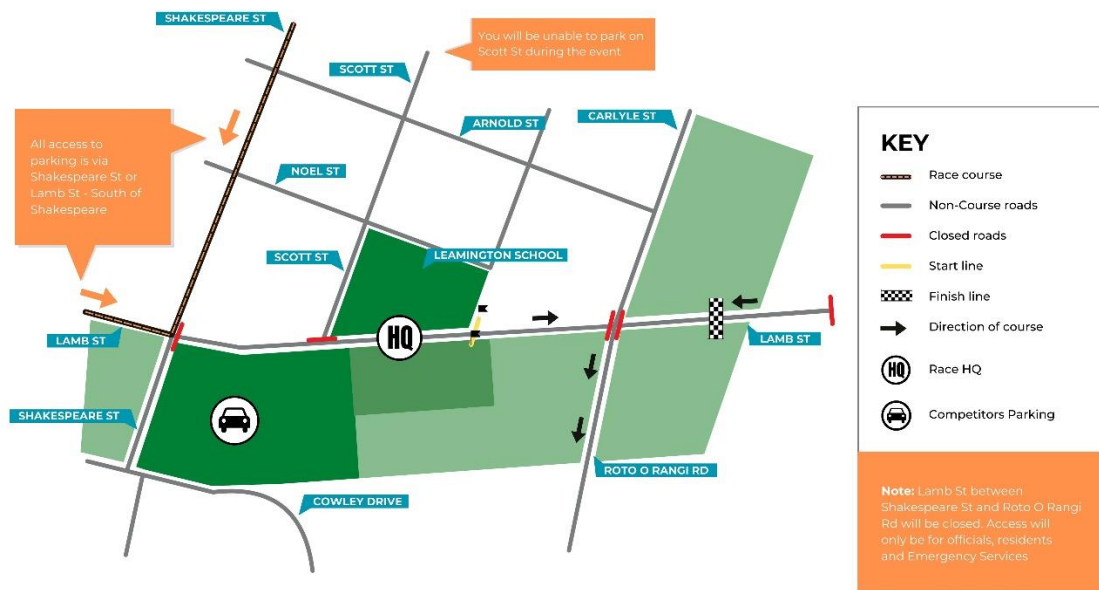 SHAKESPEARE ST
You will be unable to park on
Scott St during the event
SCOTT ST
ARNOLD ST
CARLYLE ST
All access to
parking is via
Shakespeare St or
Lamb St - South of
Shakespeare
NOEL ST
SCOTT ST
LEAMINGTON SCHOOL
LAMB ST
HQ
LAMB ST
SHAKESPEARE ST
ROTO O RANGI RD
COWLEY DRIVE
KEY
Race course
Non-Course roads
Closed roads
Start line
Finish line
Direction of course
HQ
Race HQ
Competitors Parking
Note: Lamb St between
Shakespeare St and Roto O Rangi
Rd will be closed. Access will
only be for officials, residents
and Emergency Services